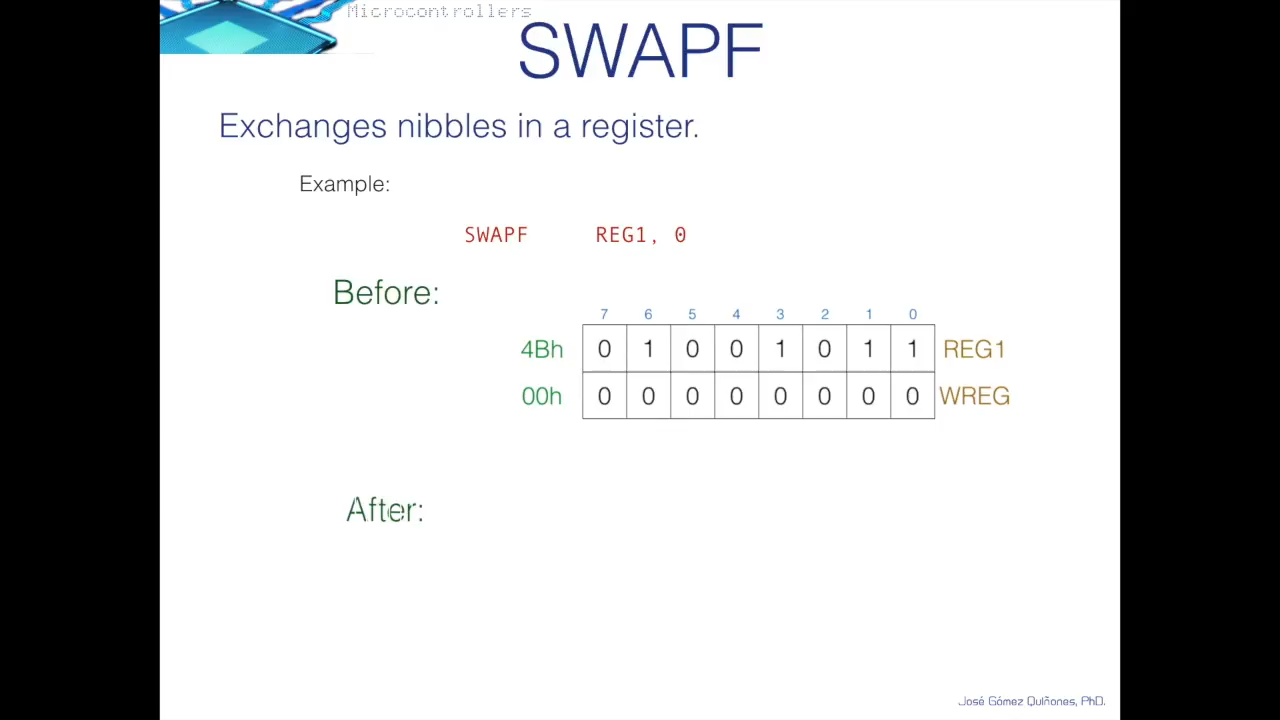 Microcontrollers
SWAPF
Exchanges nibbles in a register.
Example:
SWAPF REG1, 0
Before:
7 6 5 4 3 2 1 0
4Bh 0 1 0 0 1 0 1 1 REG1
00h 0 0 0 0 0 0 0 0 WREG
After:
José Gómez Quiñones, PhD.